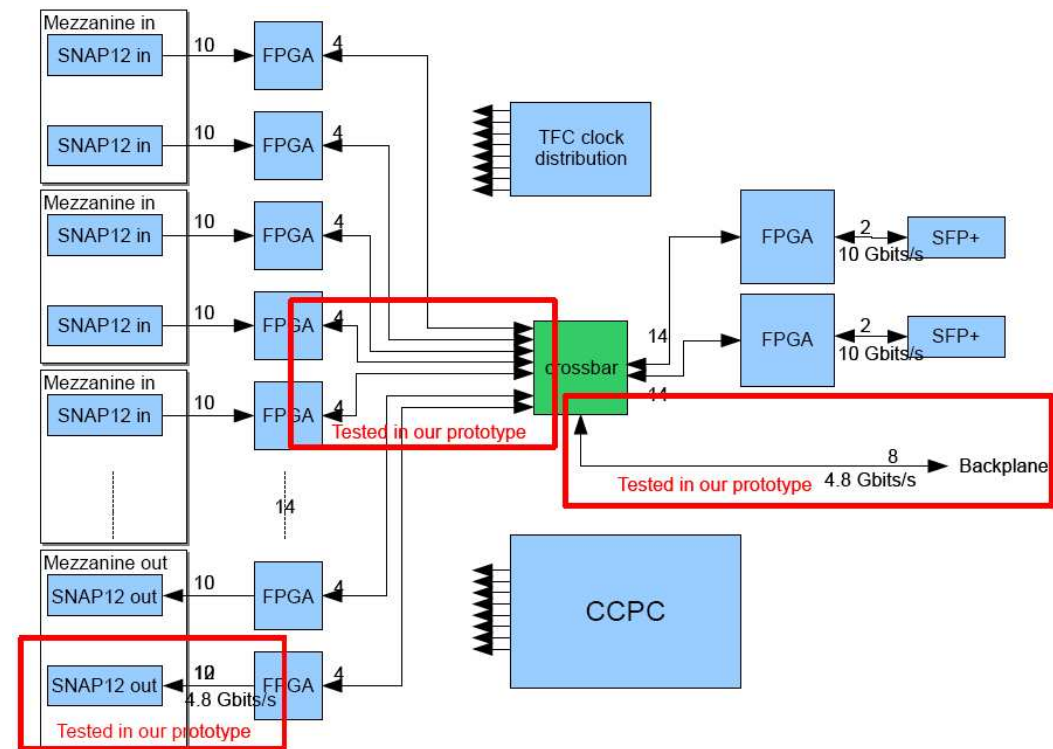 Mezzanine in
SNAP12 in
10
FPGA
4
SNAP12 in
10
FPGA
4
TFC clock
distribution
Mezzanine in
SNAP12 in
10
FPGA
4
FPGA
2
10 Gbits/s
SFP+
SNAP12 in
10
FPGA
4
crossbar
14
14
FPGA
2
10 Gbits/s
SFP+
Mezzanine in
SNAP12 in
10
FPGA
4
Tested in our prototype
8
4.8 Gbits/s
Backplane
Tested in our prototype
14
Mezzanine out
SNAP12 out
10
FPGA
4
CCPC
SNAP12 out
4.8 Gbits/s
FPGA
4
Tested in our prototype